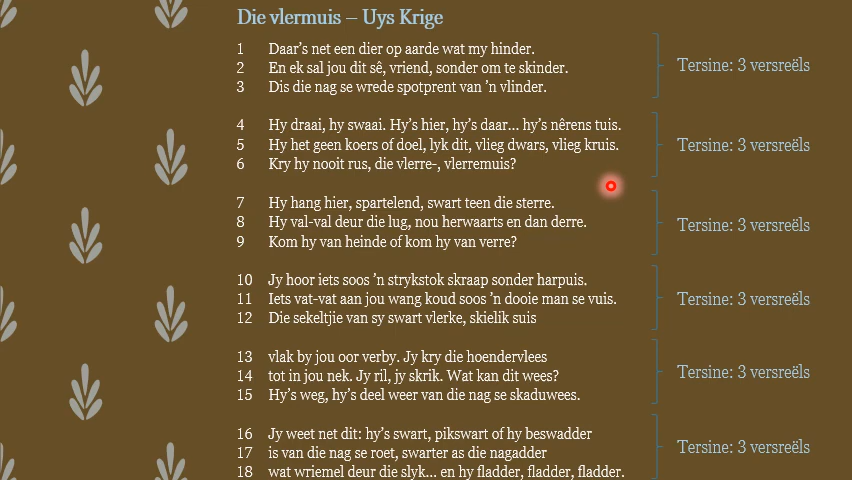 Die vlermuis – Uys Krige
1 Daar's net een dier op aarde wat my hinder.
2 En ek sal jou dit sê, vriend, sonder om te skinder.
3 Dis die nag se wrede spotprent van 'n vlinder.
Tersine: 3 versreëls
4 Hy draai, hy swaai. Hy's hier, hy's daar... hy's nêrens tuis.
5 Hy het geen koers of doel, lyk dit, vlieg dwars, vlieg kruis.
6 Kry hy nooit rus, die vlerre-, vlerremuis?
Tersine: 3 versreëls
7 Hy hang hier, spartelend, swart teen die sterre.
8 Hy val-val deur die lug, nou herwaarts en dan derre.
9 Kom hy van heinde of kom hy van verre?
Tersine: 3 versreëls
10 Jy hoor iets soos 'n strykstok skraap sonder harpuis.
11 Iets vat-vat aan jou wang koud soos 'n dooie man se vuis.
12 Die sekeltjie van sy swart vlerke, skielik suis
Tersine: 3 versreëls
13 vlak by jou oor verby. Jy kry die hoendervlees
14 tot in jou nek. Jy ril, jy skrik. Wat kan dit wees?
15 Hy's weg, hy's deel weer van die nag se skaduwees.
Tersine: 3 versreëls
16 Jy weet net dit: hy's swart, pikswart of hy beswadder
17 is van die nag se roet, swarter as die nagadder
18 wat wriemel deur die slyk... en hy fladder, fladder, fladder.
Tersine: 3 versreëls